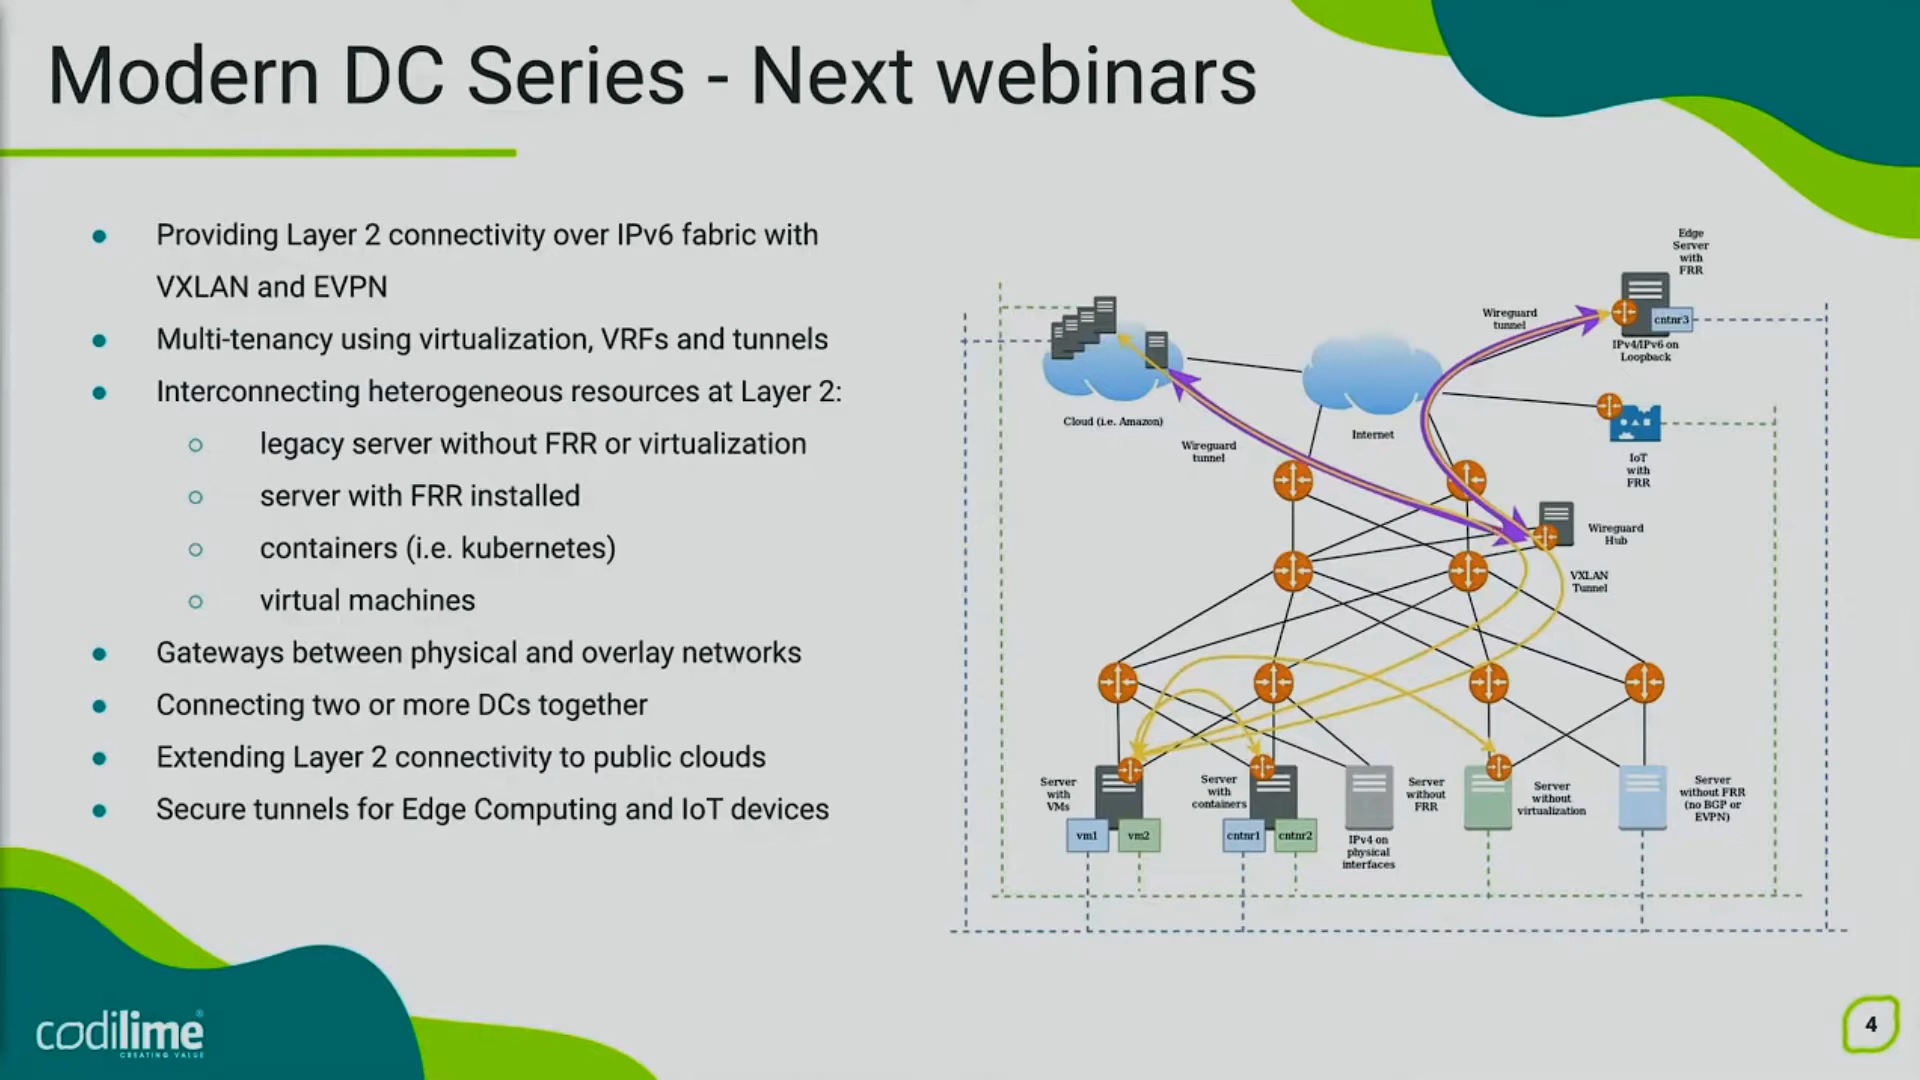 Modern DC Series - Next webinars
Providing Layer 2 connectivity over IPv6 fabric with
VXLAN and EVPN
Multi-tenancy using virtualization, VRFs and tunnels
Interconnecting heterogeneous resources at Layer 2:
legacy server without FRR or virtualization
server with FRR installed
containers (i.e. kubernetes)
virtual machines
Gateways between physical and overlay networks
Connecting two or more DCs together
Extending Layer 2 connectivity to public clouds
Secure tunnels for Edge Computing and IoT devices
Edge
Server
with
FRR
Wireguard
tunnel
cntnr3
IPv4/IPv6 on
Loopback
Cloud (i.e. Amazon)
Internet
Wireguard
tunnel
IoT
with
FRR
Wireguard
Hub
VXLAN
Tunnel
Server
with
VMs
vm1
vm2
Server
with
containers
cntnr1
cntnr2
IPv4 on
physical
interfaces
Server
without
FRR
Server
without
virtualization
Server
without FRR
(no BGP or
EVPN)
codilime®
CREATING VALUE
4